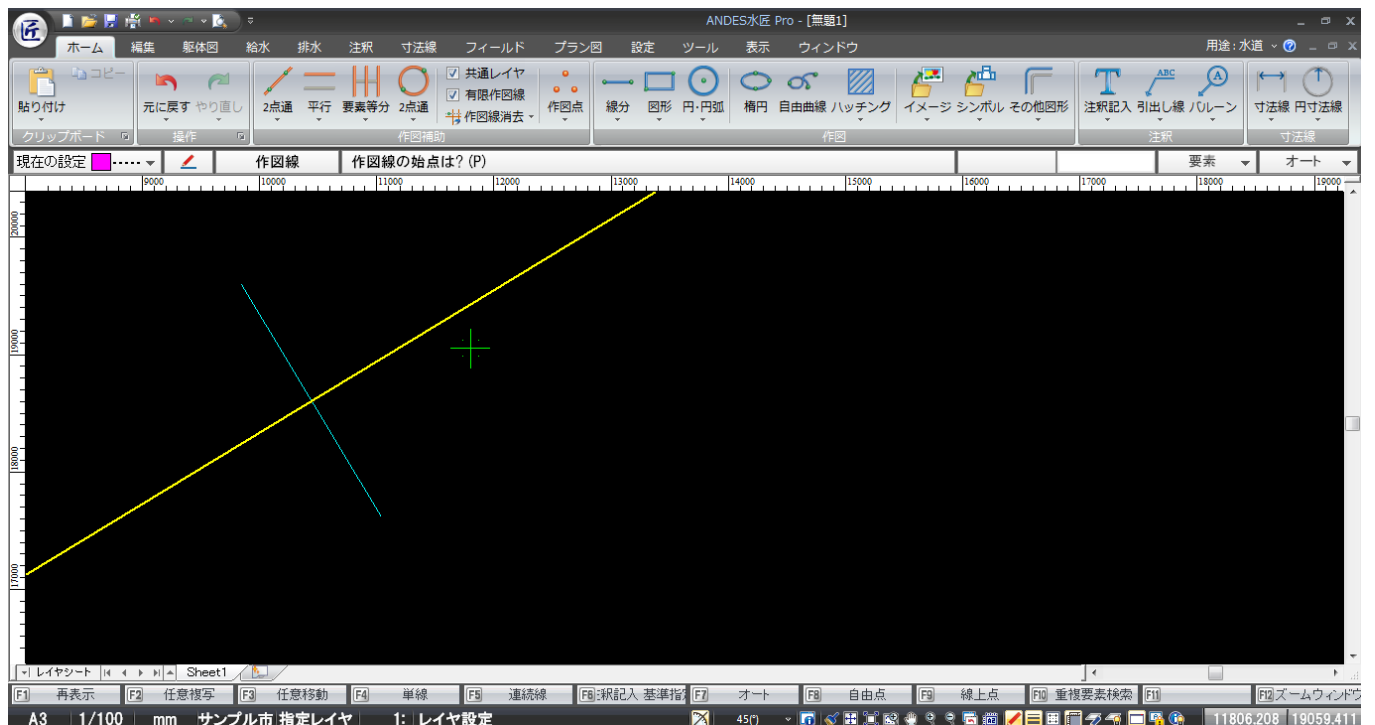 匠 ANDES水匠 Pro - [無題1]
ホーム 編集 躯体図 給水 排水 注釈 寸法線 フィールド プラン図 設定 ツール 表示 ウィンドウ 用途:水道
コピー
貼り付け
クリップボード
元に戻す やり直し
操作
2点通 平行 要素等分 2点通
共通レイヤ
有限作図線
作図線消去
作図点
作図補助
線分 図形 円・円弧 楕円 自由曲線 ハッチング イメージ シンボル その他図形
作図
ABC A
注釈記入 引出し線 バルーン
注釈
寸法線 円寸法線
寸法線
現在の設定 作図線 作図線の始点は? (P) 要素 オート
9000 10000 11000 12000 13000 14000 15000 16000 17000 18000 19000
20000
19000
18000
17000
レイヤシート Sheet1
F1 再表示 F2 任意複写 F3 任意移動 F4 単線 F5 連続線 F6 釈記入 基準指 F7 オート F8 自由点 F9 線上点 F10 重複要素検索 F11 F12 ズームウィンドウ
A3 1/100 mm サンプル市 指定レイヤ 1: レイヤ設定 45(°) 11806.208 19059.411